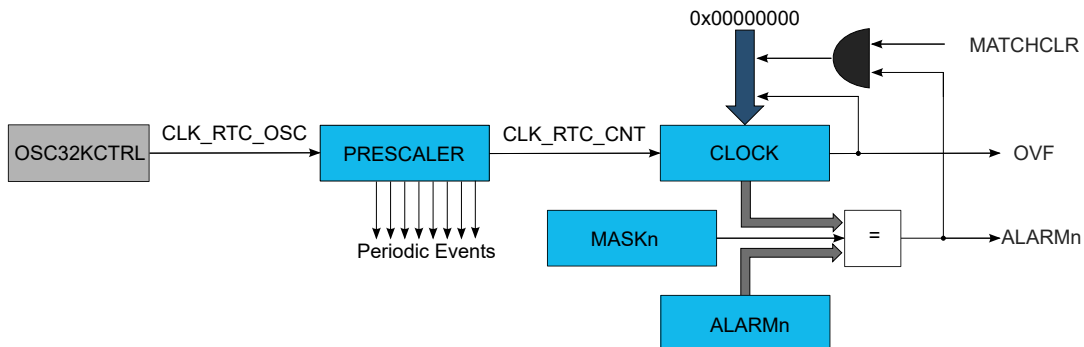 0x00000000
MATCHCLR
CLK_RTC_OSC
CLK_RTC_CNT
OSC32KCTRL
PRESCALER
CLOCK
OVF
Periodic Events
MASKn
=
ALARMn
ALARMn